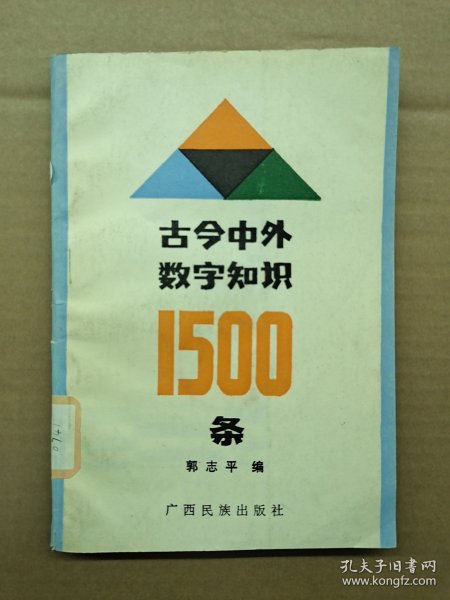 古今中外
数字知识
1500
条
郭志平 编
广西民族出版社
0741
孔夫子旧书网
www.kongfz.com